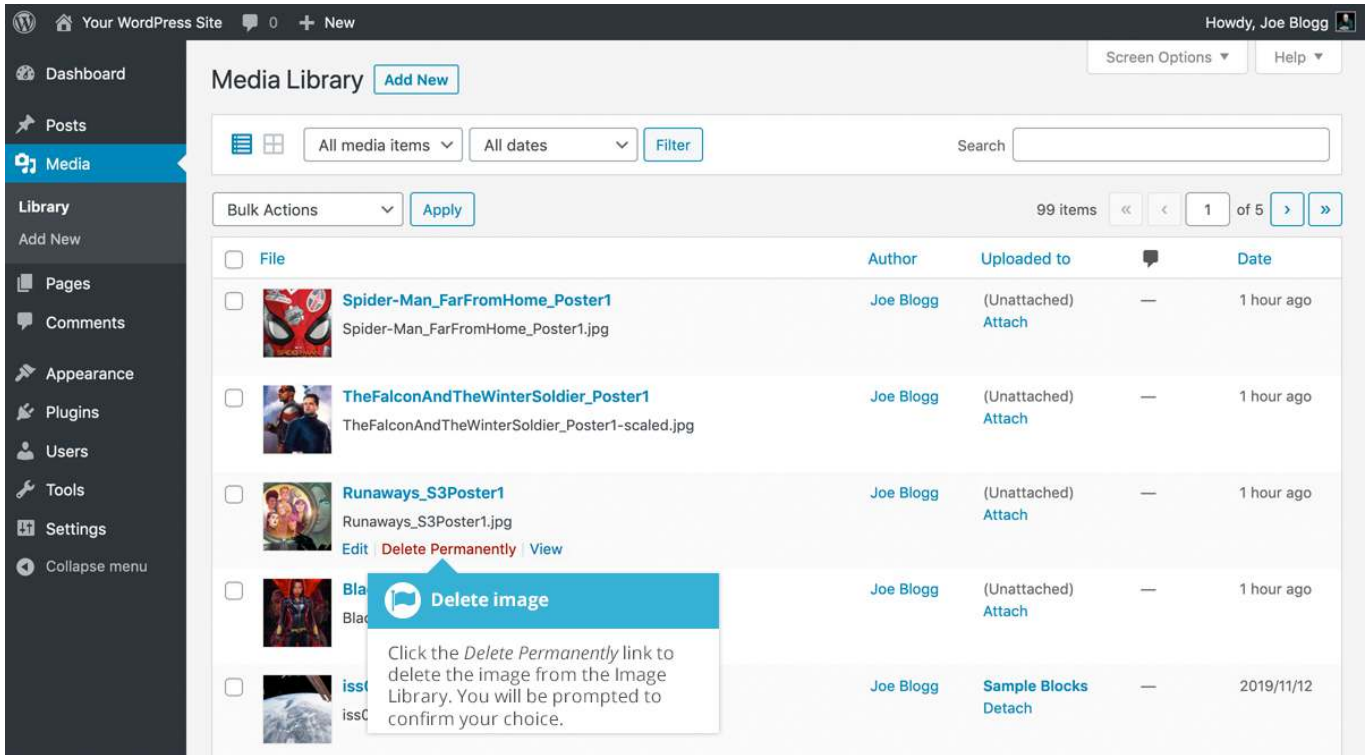 Your WordPress Site 0 + New Howdy, Joe Blogg
Screen Options ▼ Help ▼
Dashboard
Posts
Media
Library
Add New
Pages
Comments
Appearance
Plugins
Users
Tools
Settings
Collapse menu
Media Library Add New
All media items All dates Filter Search
Bulk Actions Apply 99 items « ‹ 1 of 5 › »
File Author Uploaded to Date
Spider-Man_FarFromHome_Poster1 Joe Blogg (Unattached) — 1 hour ago
Spider-Man_FarFromHome_Poster1.jpg Attach
TheFalconAndTheWinterSoldier_Poster1 Joe Blogg (Unattached) — 1 hour ago
TheFalconAndTheWinterSoldier_Poster1-scaled.jpg Attach
Runaways_S3Poster1 Joe Blogg (Unattached) — 1 hour ago
Runaways_S3Poster1.jpg Attach
Edit | Delete Permanently | View
Joe Blogg (Unattached) — 1 hour ago
Attach
Delete image
Click the Delete Permanently link to
delete the image from the Image
Library. You will be prompted to
confirm your choice.
Joe Blogg Sample Blocks — 2019/11/12
Detach